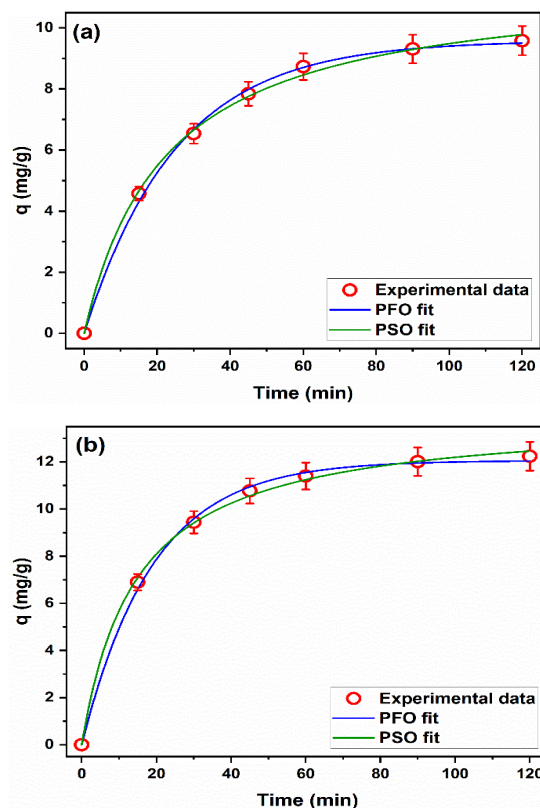 (a)
10
8
6
4
2
0
q (mg/g)
Experimental data
PFO fit
PSO fit
0 20 40 60 80 100 120
Time (min)
(b)
12
10
8
6
4
2
0
q (mg/g)
Experimental data
PFO fit
PSO fit
0 20 40 60 80 100 120
Time (min)